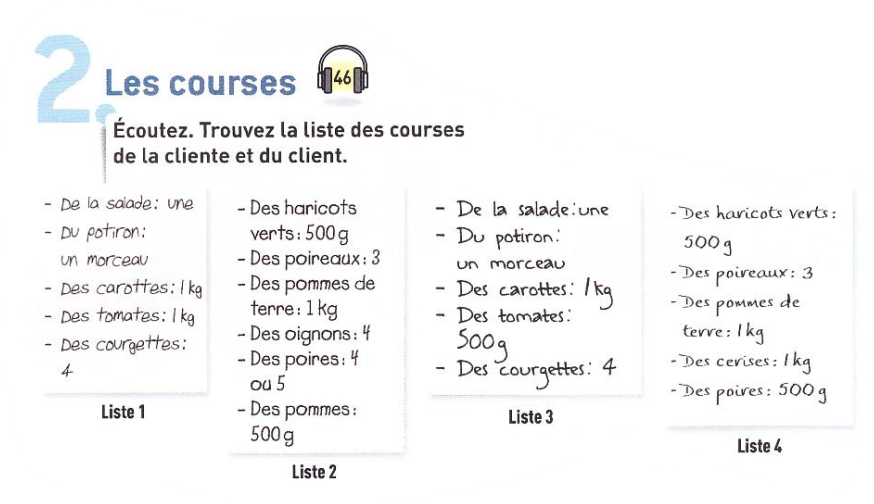 2.
Les courses
46
Écoutez. Trouvez la liste des courses
de la cliente et du client.
- De la salade: une
- Du potiron:
un morceau
- Des carottes: 1 kg
- Des tomates: 1 kg
- Des courgettes:
4
Liste 1
- Des haricots
verts: 500 g
- Des poireaux: 3
- Des pommes de
terre: 1 kg
- Des oignons: 4
- Des poires: 4
ou 5
- Des pommes:
500 g
Liste 2
- De la salade: une
- Du potiron:
un morceau
- Des carottes: 1 kg
- Des tomates:
500 g
- Des courgettes: 4
Liste 3
- Des haricots verts:
500 g
- Des poireaux: 3
- Des pommes de
terre: 1 kg
- Des cerises: 1 kg
- Des poires: 500 g
Liste 4